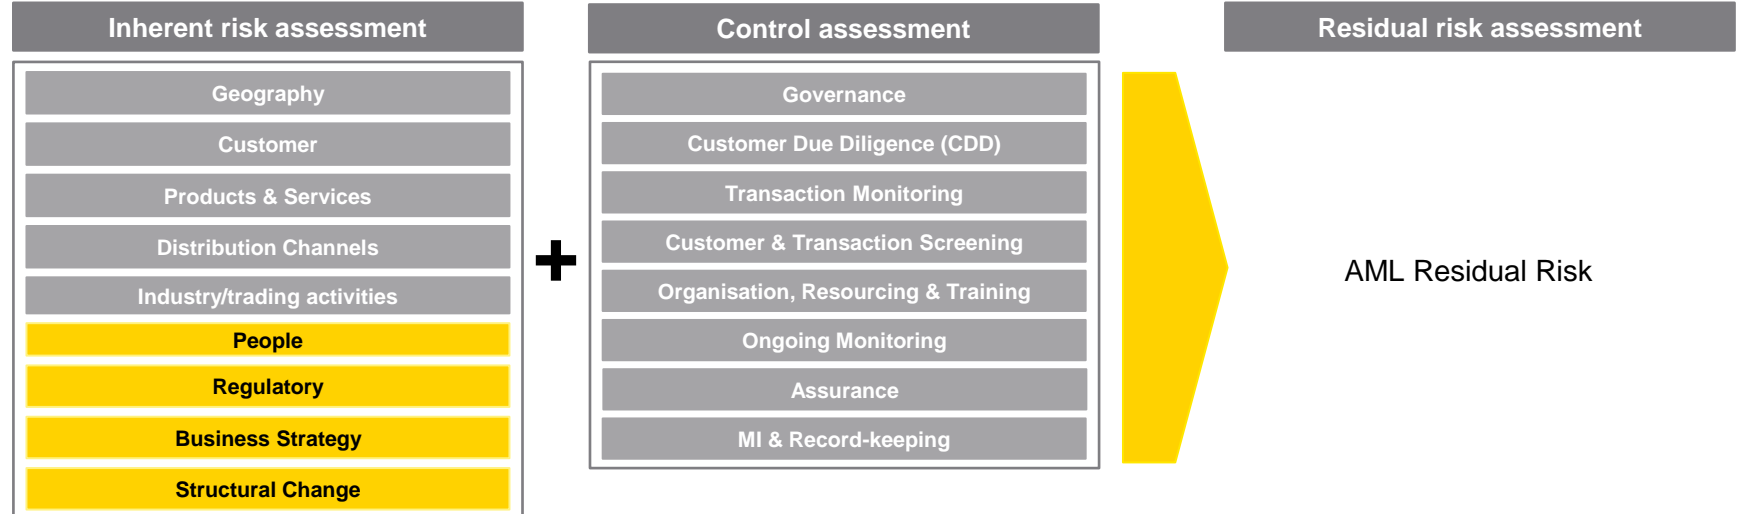 Inherent risk assessment
Geography
Customer
Products & Services
Distribution Channels
Industry/trading activities
People
Regulatory
Business Strategy
Structural Change
+
Control assessment
Governance
Customer Due Diligence (CDD)
Transaction Monitoring
Customer & Transaction Screening
Organisation, Resourcing & Training
Ongoing Monitoring
Assurance
MI & Record-keeping
Residual risk assessment
AML Residual Risk